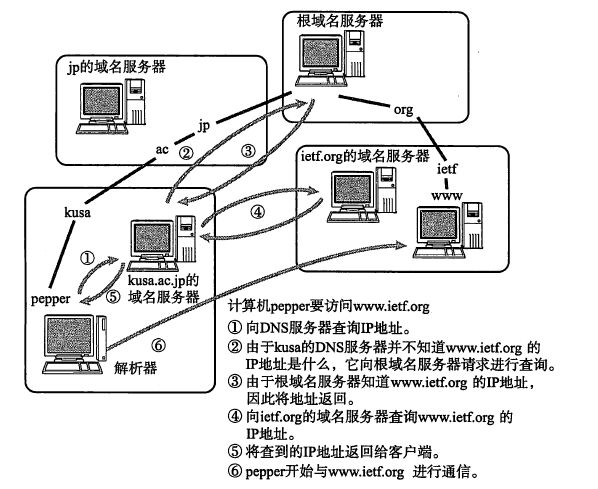 根域名服务器
jp的域名服务器
jp
org
ac
②
③
ietf.org的域名服务器
ietf
www
kusa
④
①
kusa.ac.jp的
域名服务器
pepper
⑤
⑥
解析器
计算机pepper要访问www.ietf.org
① 向DNS服务器查询IP地址。
② 由于kusa的DNS服务器并不知道www.ietf.org 的
IP地址是什么，它向根域名服务器请求进行查询。
③ 由于根域名服务器知道www.ietf.org 的IP地址，
因此将地址返回。
④ 向ietf.org的域名服务器查询www.ietf.org 的
IP地址。
⑤ 将查到的IP地址返回给客户端。
⑥ pepper开始与www.ietf.org 进行通信。